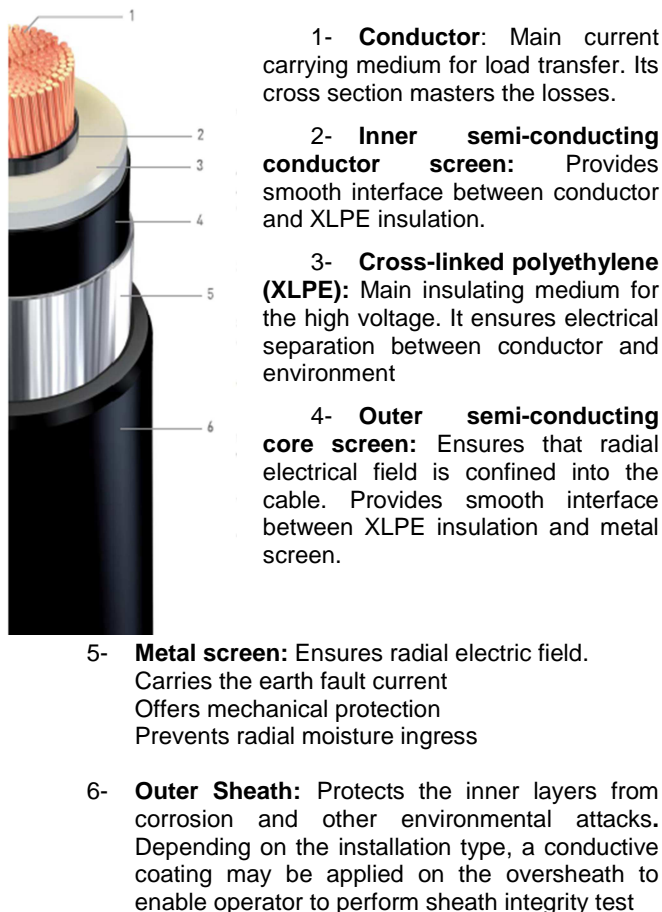 1
2
3
4
5
6
1- Conductor: Main current
carrying medium for load transfer. Its
cross section masters the losses.
2- Inner semi-conducting
conductor screen: Provides
smooth interface between conductor
and XLPE insulation.
3- Cross-linked polyethylene
(XLPE): Main insulating medium for
the high voltage. It ensures electrical
separation between conductor and
environment
4- Outer semi-conducting
core screen: Ensures that radial
electrical field is confined into the
cable. Provides smooth interface
between XLPE insulation and metal
screen.
5- Metal screen: Ensures radial electric field.
Carries the earth fault current
Offers mechanical protection
Prevents radial moisture ingress
6- Outer Sheath: Protects the inner layers from
corrosion and other environmental attacks.
Depending on the installation type, a conductive
coating may be applied on the oversheath to
enable operator to perform sheath integrity test